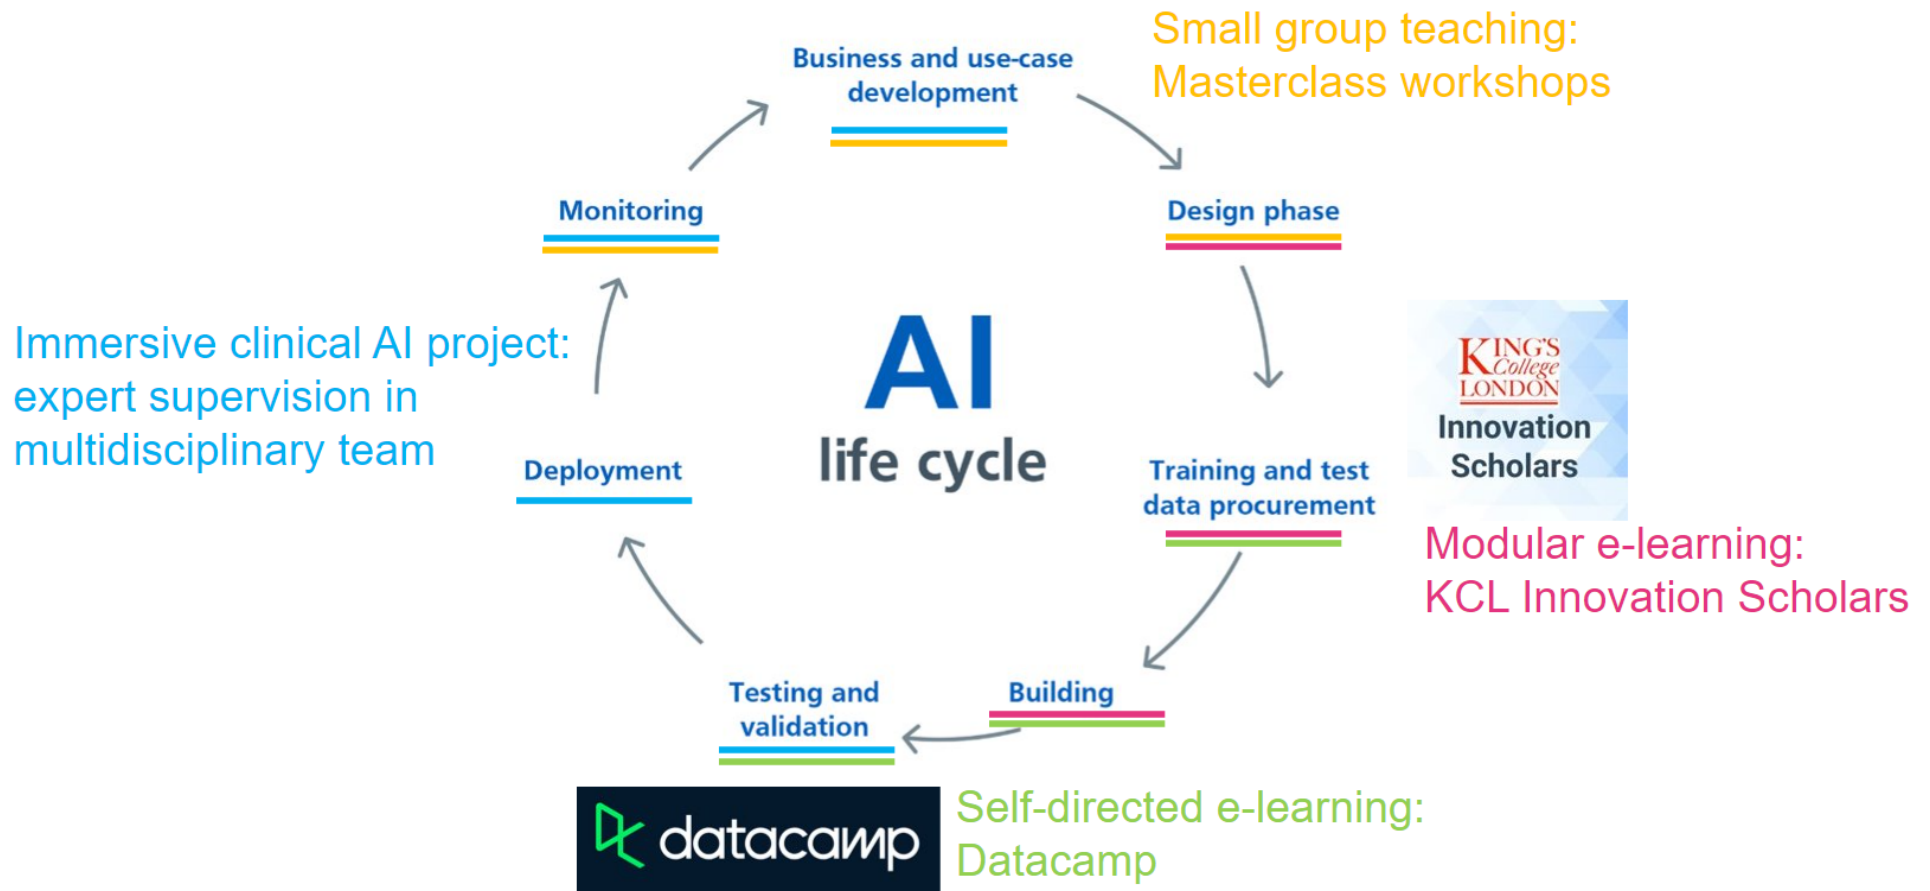 Small group teaching:
Masterclass workshops
Business and use-case
development
Monitoring
Design phase
Immersive clinical AI project:
expert supervision in
multidisciplinary team
AI
life cycle
KING'S
College
LONDON
Innovation
Scholars
Deployment
Training and test
data procurement
Modular e-learning:
KCL Innovation Scholars
Testing and
validation
Building
datacamp
Self-directed e-learning:
Datacamp